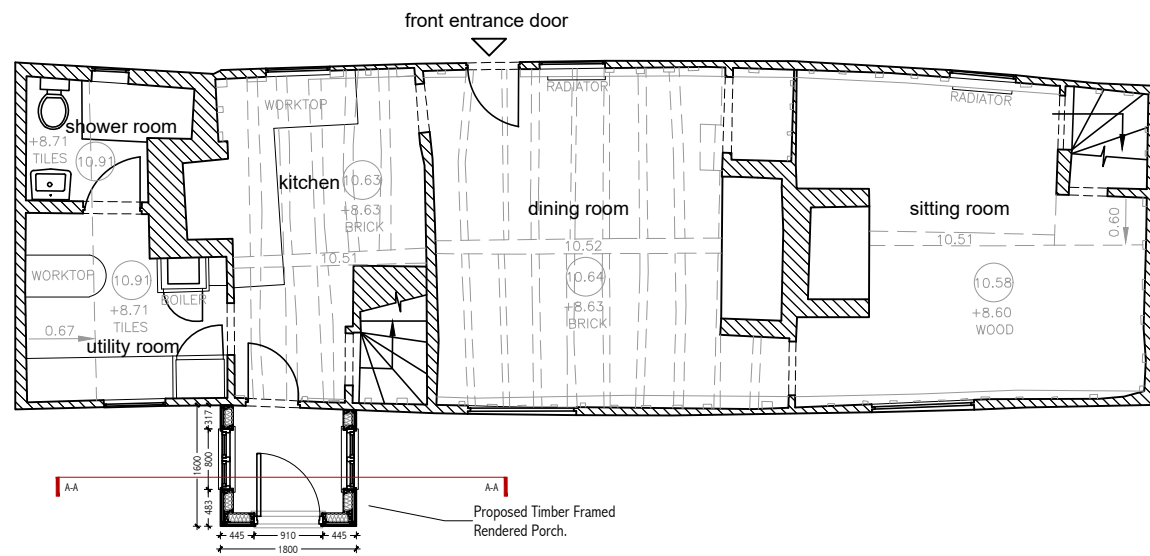 front entrance door
WORKTOP
RADIATOR
RADIATOR
shower room
+8.71
TILES
10.91
kitchen
10.63
+8.63
BRICK
dining room
sitting room
10.52
10.51
0.60
10.51
WORKTOP
10.91
+8.71
TILES
BOILER
10.64
+8.63
BRICK
10.58
+8.60
WOOD
0.67
utility room
317
1600
800
483
A-A
A-A
Proposed Timber Framed
Rendered Porch.
445
910
445
1800